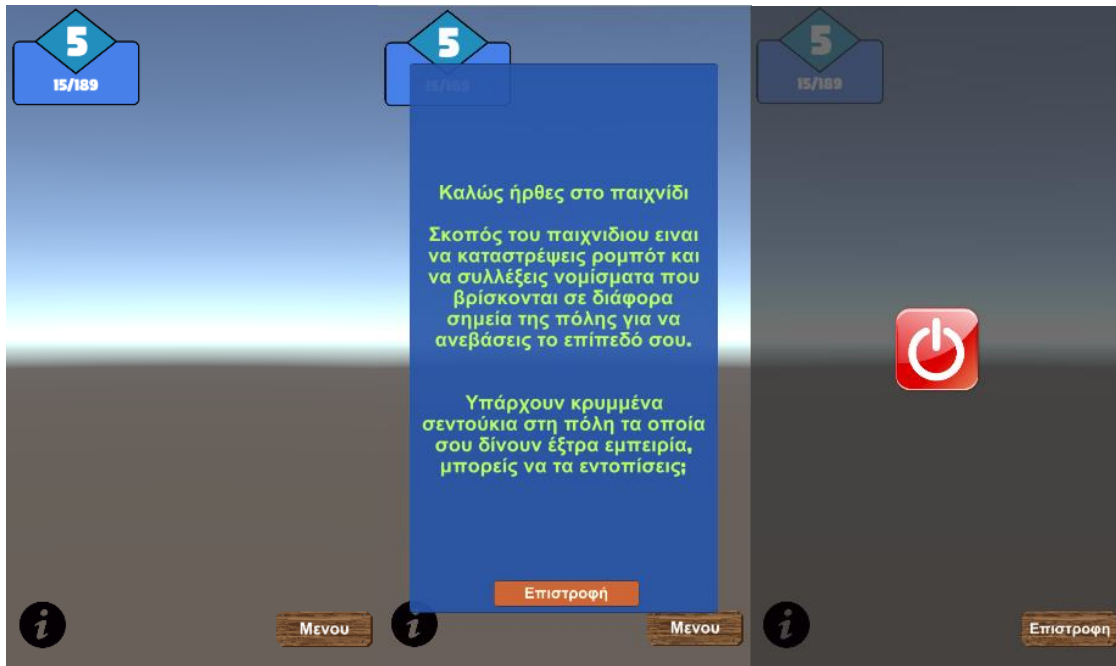 5
15/189
i
Μενου
5
15/189
Καλώς ήρθες στο παιχνίδι
Σκοπός του παιχνιδιου ειναι
να καταστρέψεις ρομπότ και
να συλλέξεις νομίσματα που
βρίσκονται σε διάφορα
σημεία της πόλης για να
ανεβάσεις το επίπεδό σου.
Υπάρχουν κρυμμένα
σεντούκια στη πόλη τα οποία
σου δίνουν έξτρα εμπειρία,
μπορείς να τα εντοπίσεις;
Επιστροφή
i
Μενου
5
15/189
i
Επιστροφη